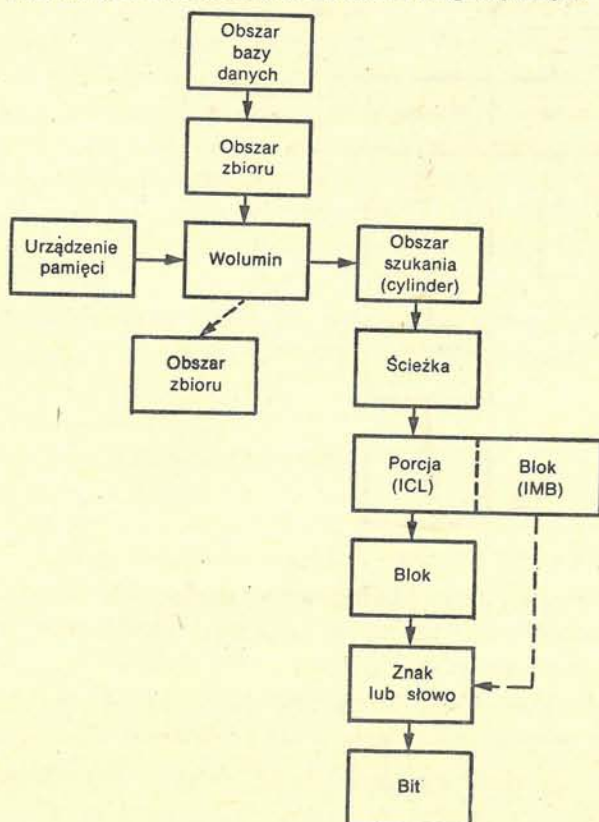 Obszar
bazy
danych
Obszar
zbioru
Urządzenie
pamięci
Wolumin
Obszar
szukania
(cylinder)
Obszar
zbioru
Ścieżka
Porcja
(ICL)
Blok
(IMB)
Blok
Znak
lub słowo
Bit